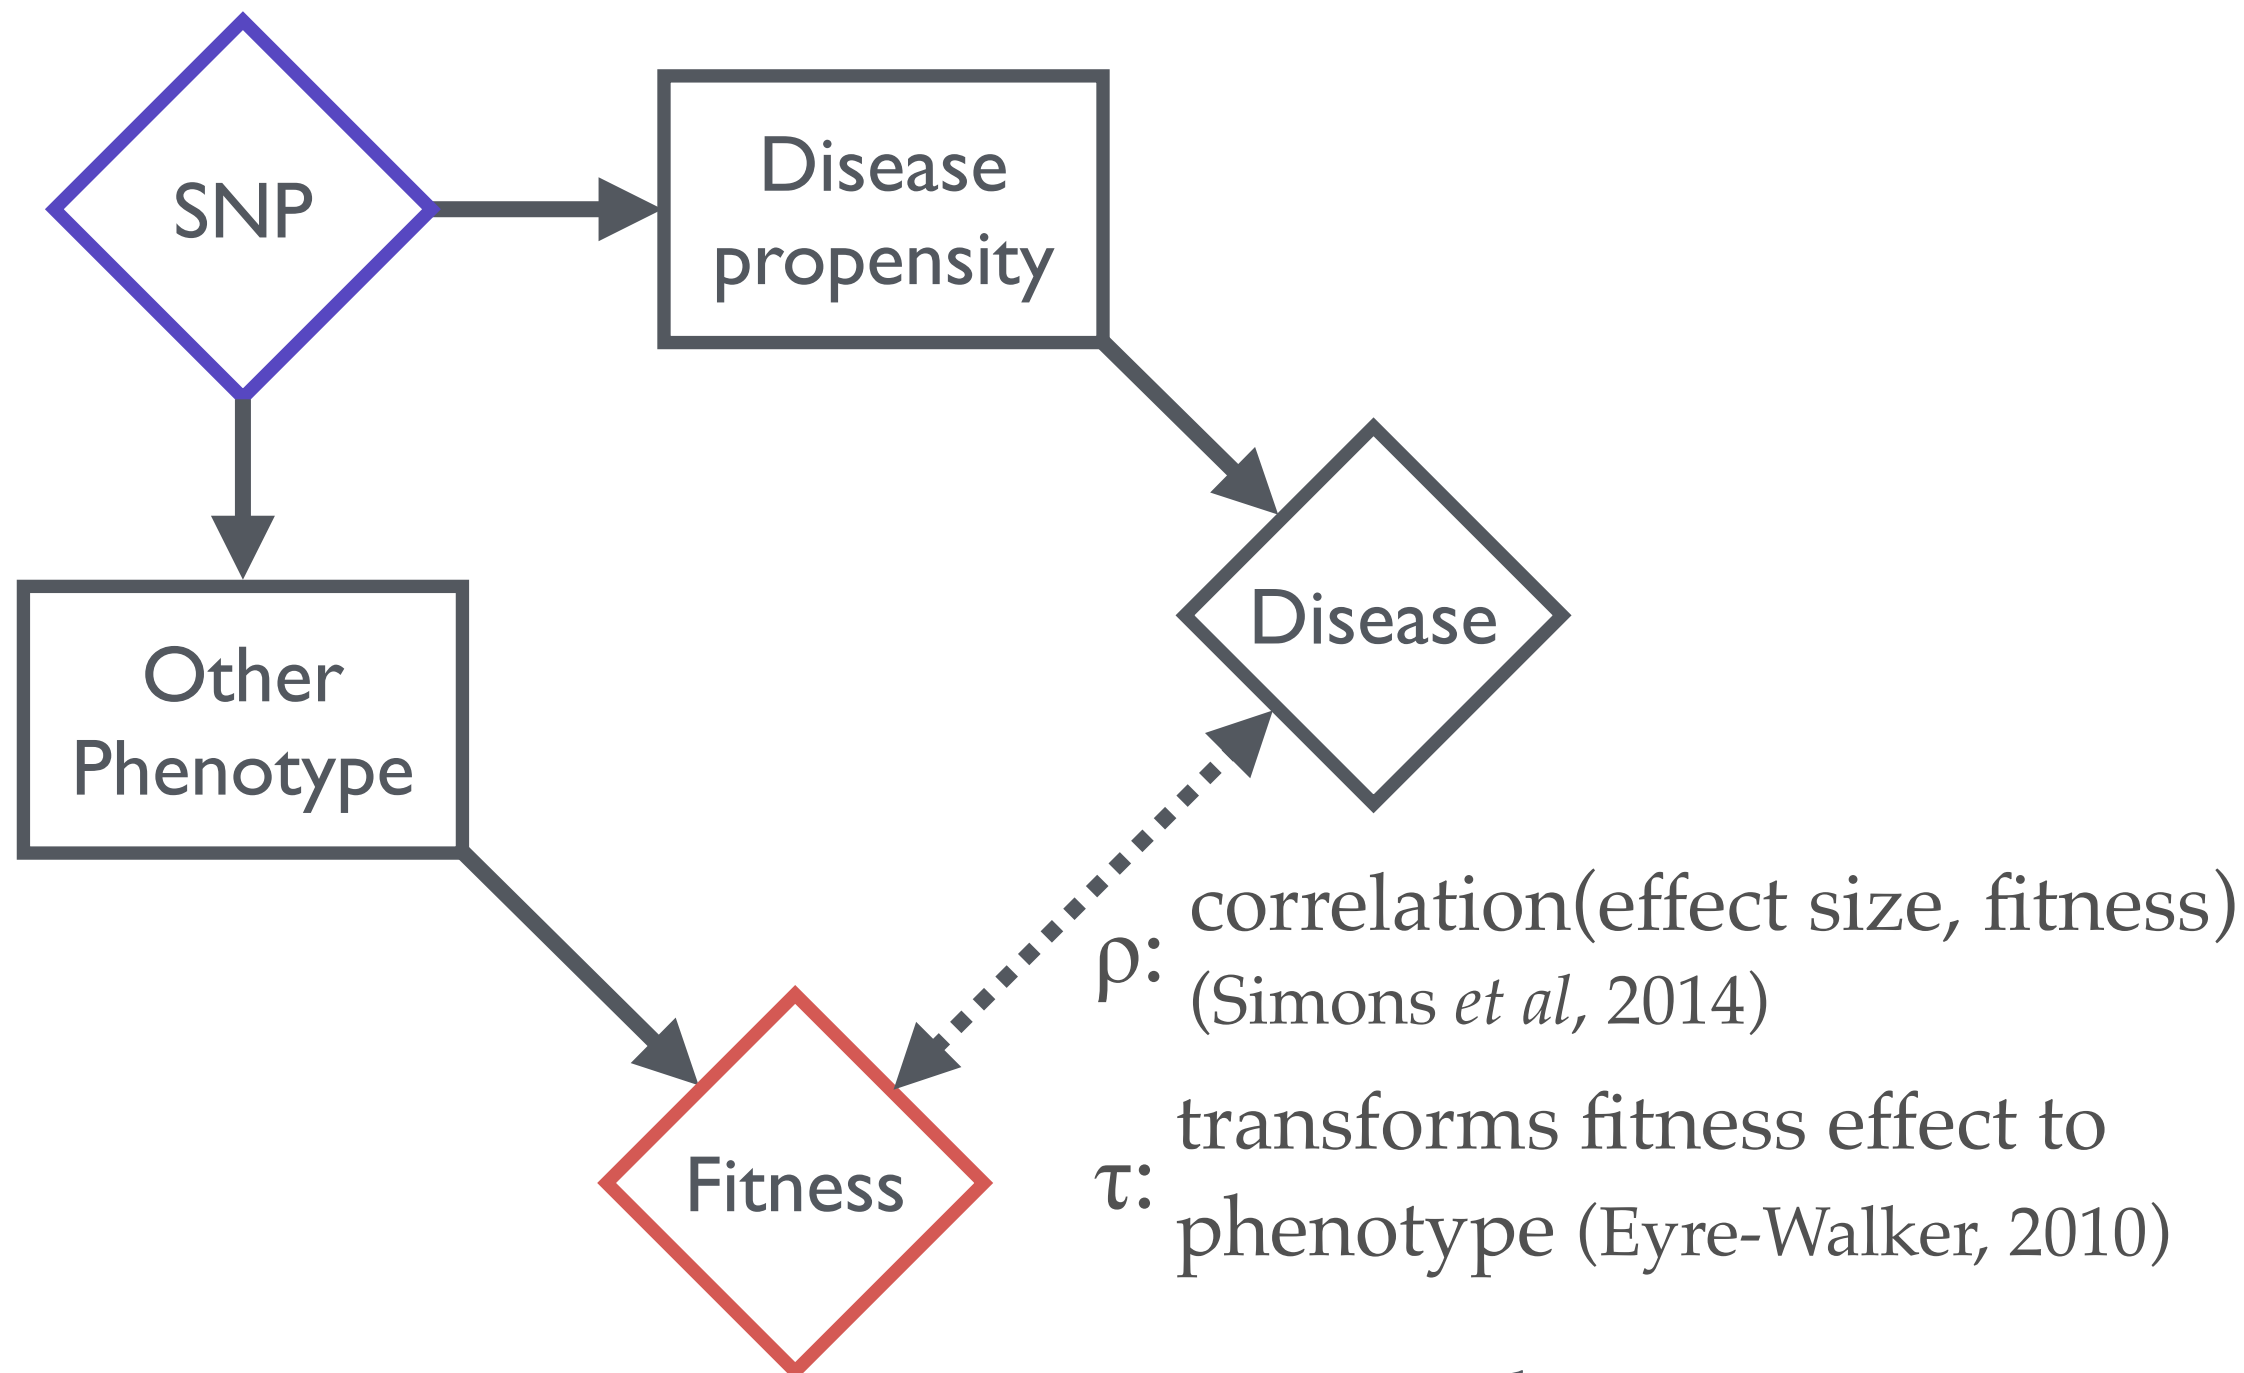 SNP
Disease
propensity
Other
Phenotype
Disease
Fitness
ρ: correlation(effect size, fitness)
(Simons et al, 2014)
τ: transforms fitness effect to
phenotype (Eyre-Walker, 2010)